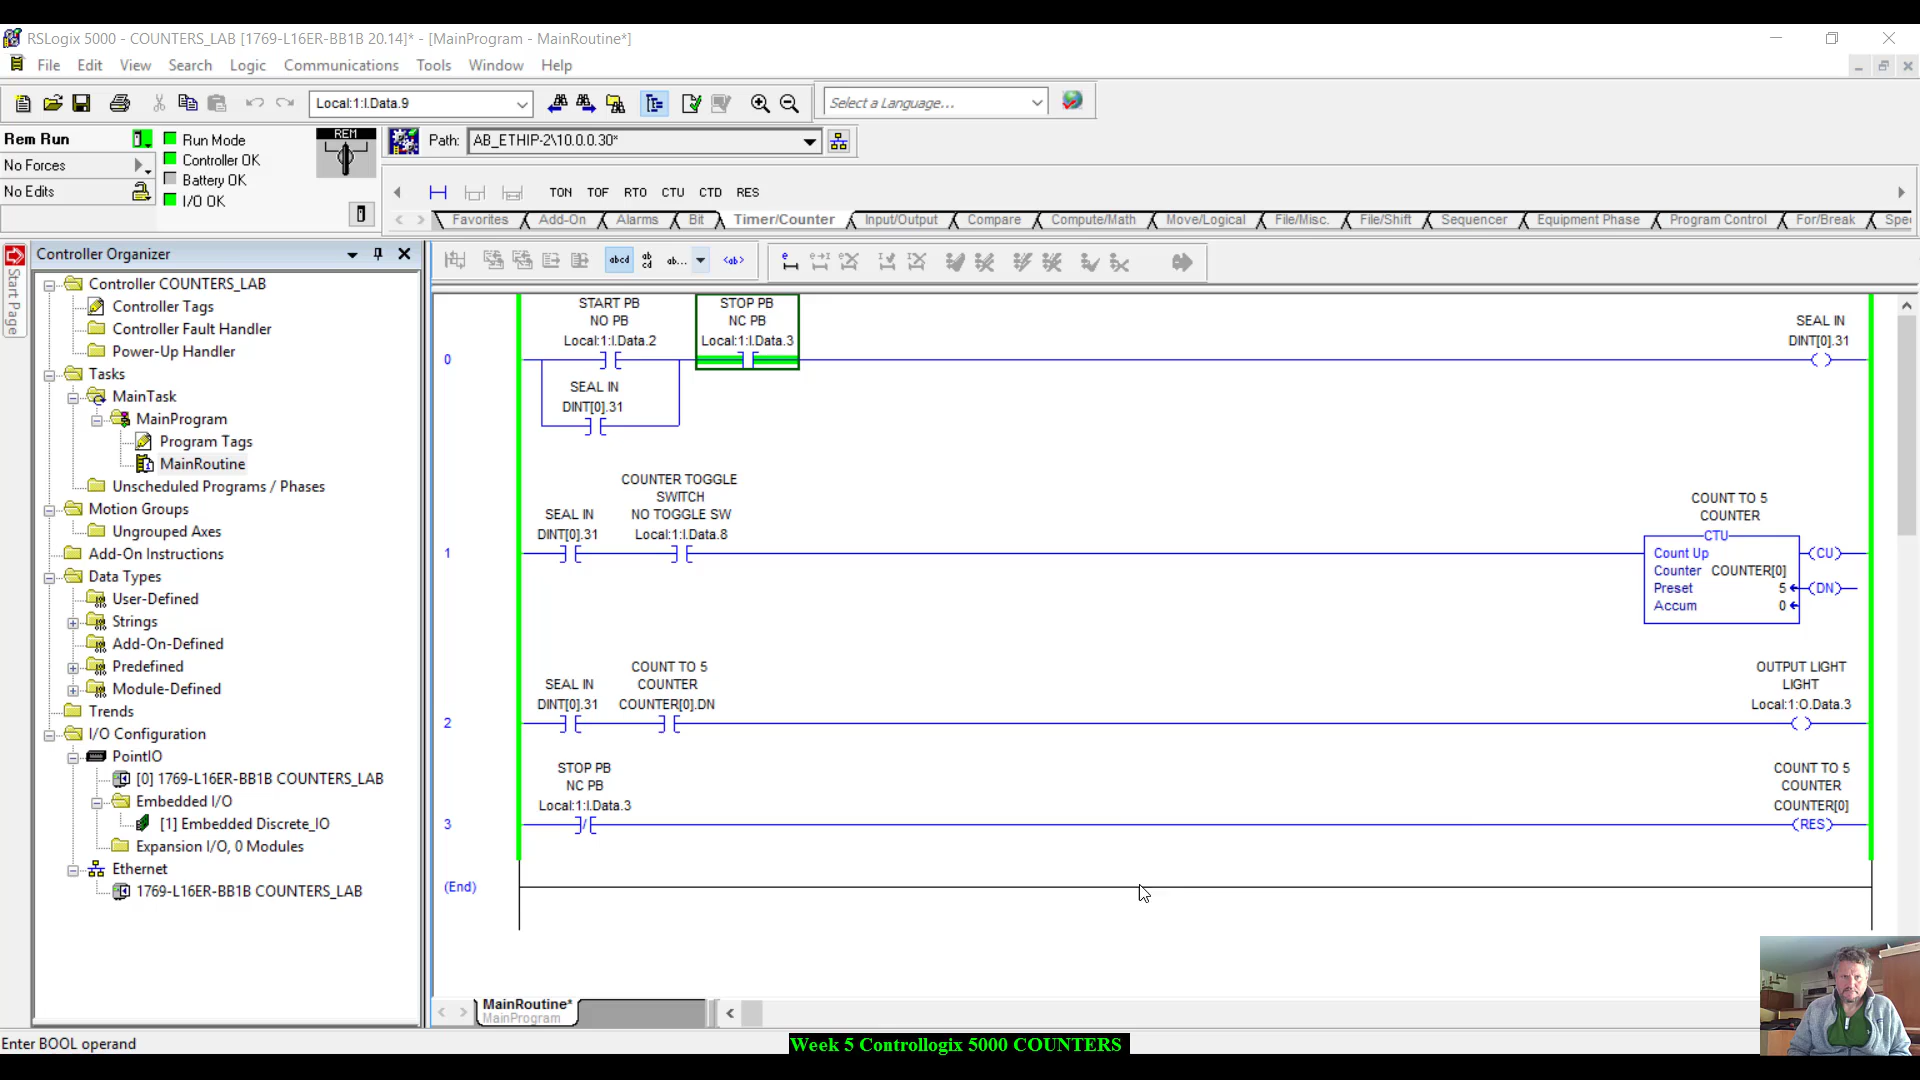 RSLogix 5000 - COUNTERS_LAB [1769-L16ER-BB1B 20.14]* - [MainProgram - MainRoutine*]
File Edit View Search Logic Communications Tools Window Help
Local:1:I.Data.9
Select a Language...
Rem Run
No Forces
No Edits
Run Mode
Controller OK
Battery OK
I/O OK
REM
Path: AB_ETHIP-2\10.0.0.30*
TON TOF RTO CTU CTD RES
Favorites Add-On Alarms Bit Timer/Counter Input/Output Compare Compute/Math Move/Logical File/Misc. File/Shift Sequencer Equipment Phase Program Control For/Break Spe
Start Page
Controller Organizer
Controller COUNTERS_LAB
Controller Tags
Controller Fault Handler
Power-Up Handler
Tasks
MainTask
MainProgram
Program Tags
MainRoutine
Unscheduled Programs / Phases
Motion Groups
Ungrouped Axes
Add-On Instructions
Data Types
User-Defined
Strings
Add-On-Defined
Predefined
Module-Defined
Trends
I/O Configuration
PointIO
[0] 1769-L16ER-BB1B COUNTERS_LAB
Embedded I/O
[1] Embedded Discrete_IO
Expansion I/O, 0 Modules
Ethernet
1769-L16ER-BB1B COUNTERS_LAB
abcd
ab
cd
ab...
<ab>
START PB
NO PB
Local:1:I.Data.2
STOP PB
NC PB
Local:1:I.Data.3
SEAL IN
DINT[0].31
0
SEAL IN
DINT[0].31
COUNTER TOGGLE
SWITCH
NO TOGGLE SW
Local:1:I.Data.8
SEAL IN
DINT[0].31
1
COUNT TO 5
COUNTER
CTU
Count Up
Counter COUNTER[0]
Preset 5
Accum 0
(CU)
(DN)
SEAL IN
DINT[0].31
COUNT TO 5
COUNTER
COUNTER[0].DN
2
OUTPUT LIGHT
LIGHT
Local:1:O.Data.3
STOP PB
NC PB
Local:1:I.Data.3
3
COUNT TO 5
COUNTER
COUNTER[0]
(RES)
(End)
MainRoutine*
MainProgram
Enter BOOL operand
Week 5 Controllogix 5000 COUNTERS